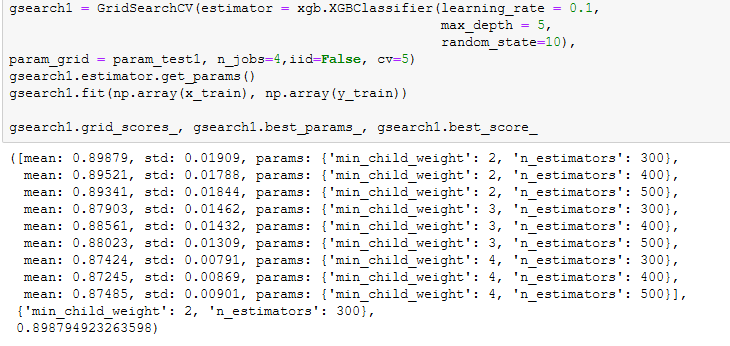 gsearch1 = GridSearchCV(estimator = xgb.XGBClassifier(learning_rate = 0.1,
max_depth = 5,
random_state=10),
param_grid = param_test1, n_jobs=4,iid=False, cv=5)
gsearch1.estimator.get_params()
gsearch1.fit(np.array(x_train), np.array(y_train))
gsearch1.grid_scores_, gsearch1.best_params_, gsearch1.best_score_
([mean: 0.89879, std: 0.01909, params: {'min_child_weight': 2, 'n_estimators': 300},
mean: 0.89521, std: 0.01788, params: {'min_child_weight': 2, 'n_estimators': 400},
mean: 0.89341, std: 0.01844, params: {'min_child_weight': 2, 'n_estimators': 500},
mean: 0.87903, std: 0.01462, params: {'min_child_weight': 3, 'n_estimators': 300},
mean: 0.88561, std: 0.01432, params: {'min_child_weight': 3, 'n_estimators': 400},
mean: 0.88023, std: 0.01309, params: {'min_child_weight': 3, 'n_estimators': 500},
mean: 0.87424, std: 0.00791, params: {'min_child_weight': 4, 'n_estimators': 300},
mean: 0.87245, std: 0.00869, params: {'min_child_weight': 4, 'n_estimators': 400},
mean: 0.87485, std: 0.00901, params: {'min_child_weight': 4, 'n_estimators': 500}],
{'min_child_weight': 2, 'n_estimators': 300},
0.898794923263598)